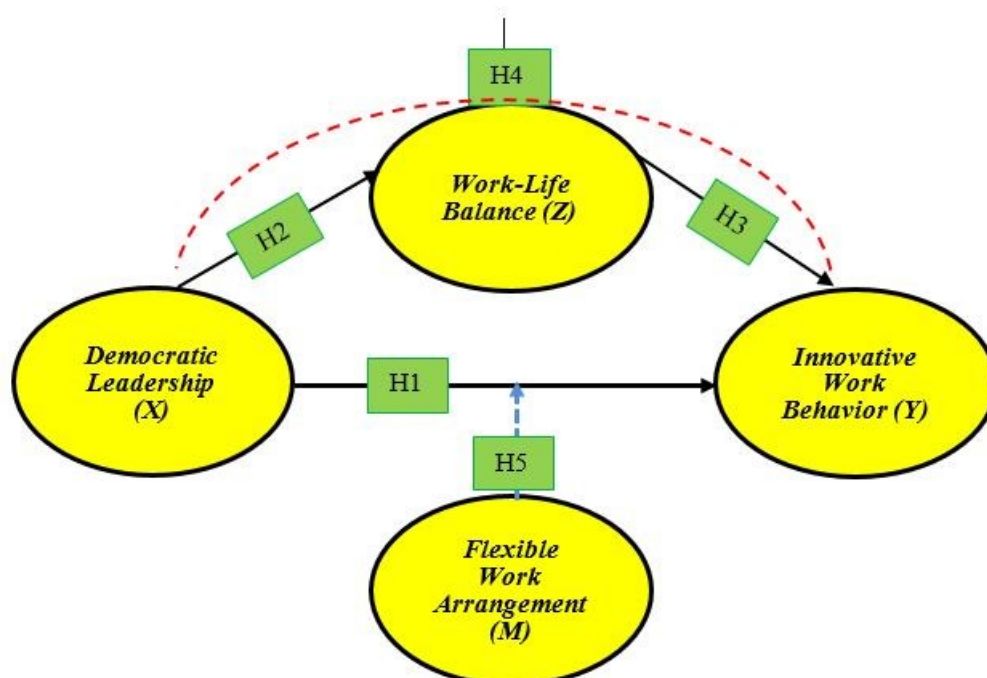 H4
Work-Life
Balance (Z)
H2
H3
Democratic
Leadership
(X)
H1
Innovative
Work
Behavior (Y)
H5
Flexible
Work
Arrangement
(M)